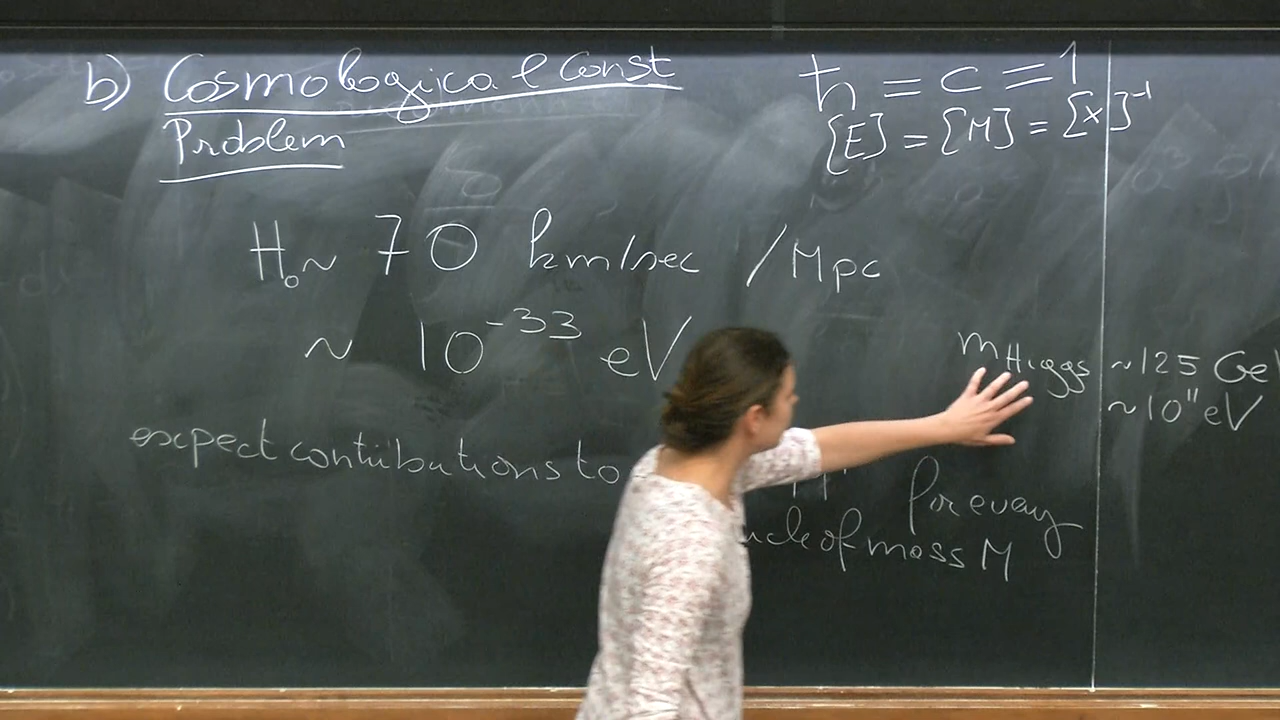 b) Cosmological Const
Problem
ħ = c = 1
[E] = [M] = [x]⁻¹
H₀ ~ 70 km/sec /Mpc
~ 10⁻³³ eV
m_Higgs ~125 Ge
~10¹¹ eV
expect contributions to
for every
of mass M